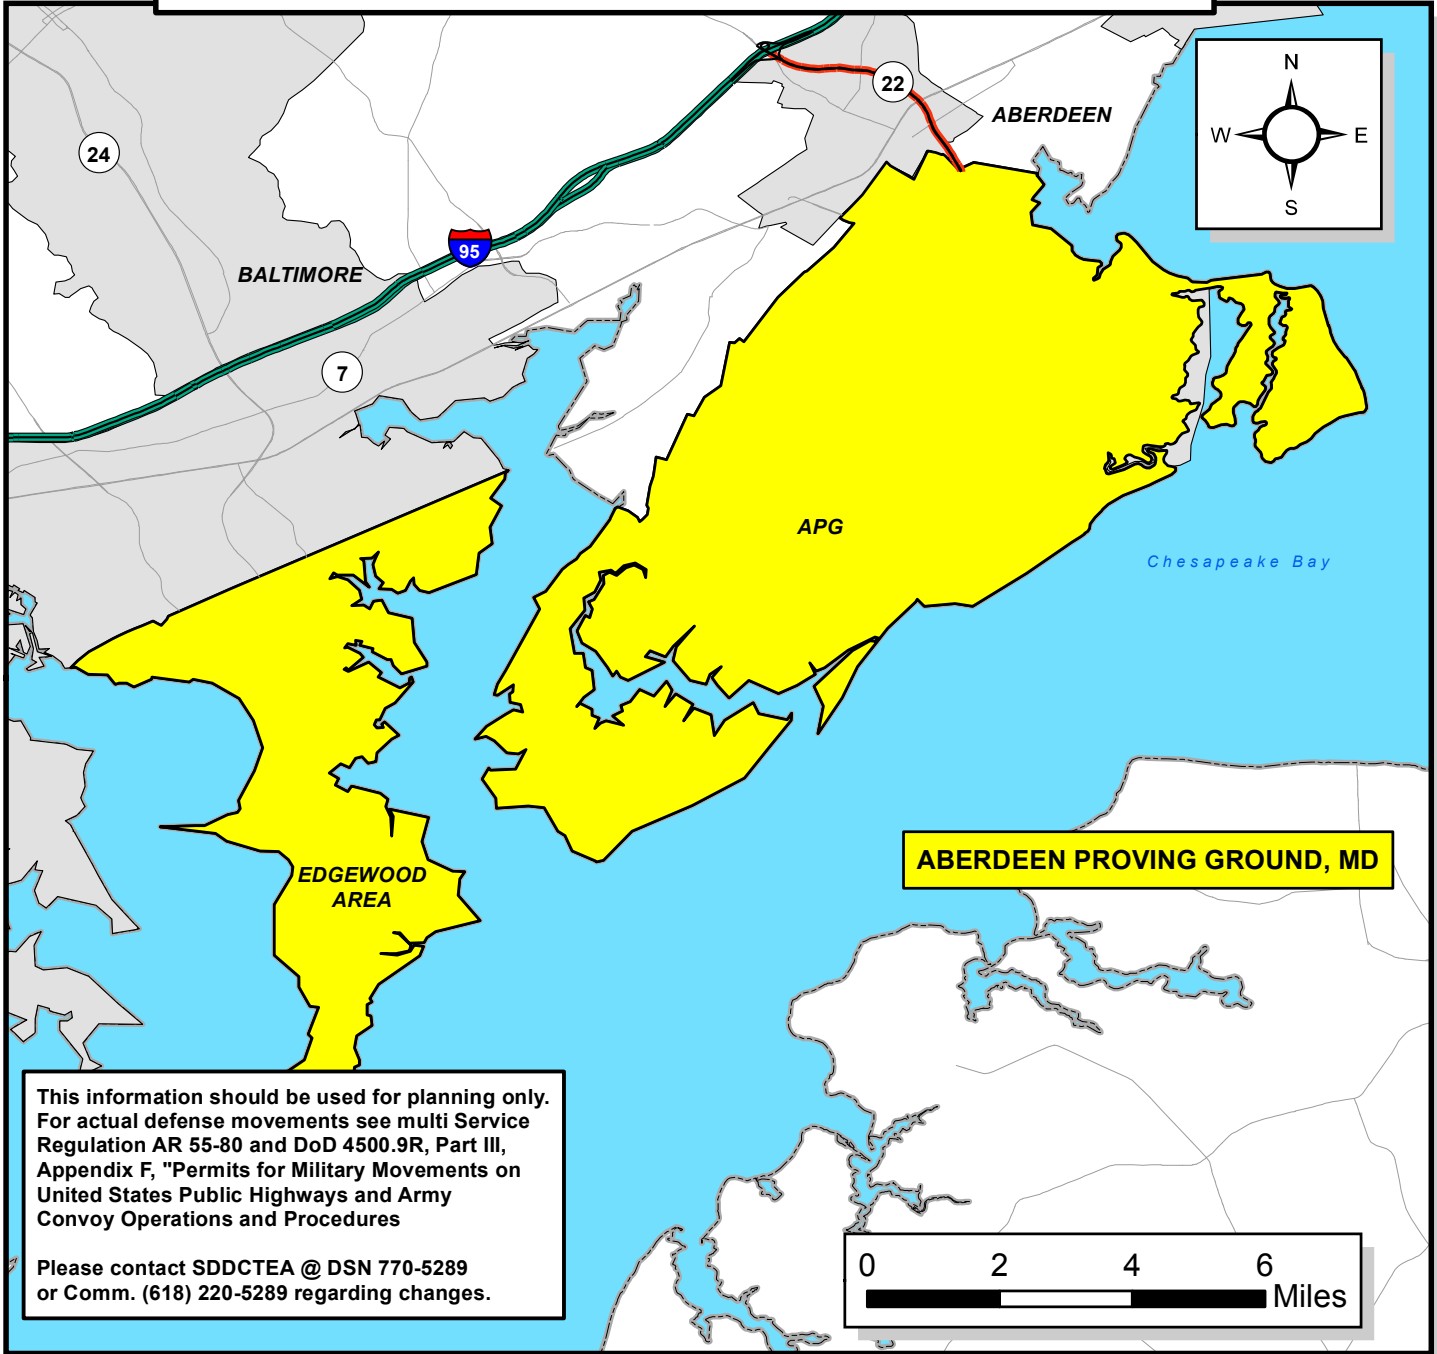 22
ABERDEEN
N
W
E
S
24
95
BALTIMORE
7
APG
Chesapeake Bay
ABERDEEN PROVING GROUND, MD
EDGEWOOD
AREA
This information should be used for planning only.
For actual defense movements see multi Service
Regulation AR 55-80 and DoD 4500.9R, Part III,
Appendix F, "Permits for Military Movements on
United States Public Highways and Army
Convoy Operations and Procedures
Please contact SDDCTEA @ DSN 770-5289
or Comm. (618) 220-5289 regarding changes.
0 2 4 6
Miles